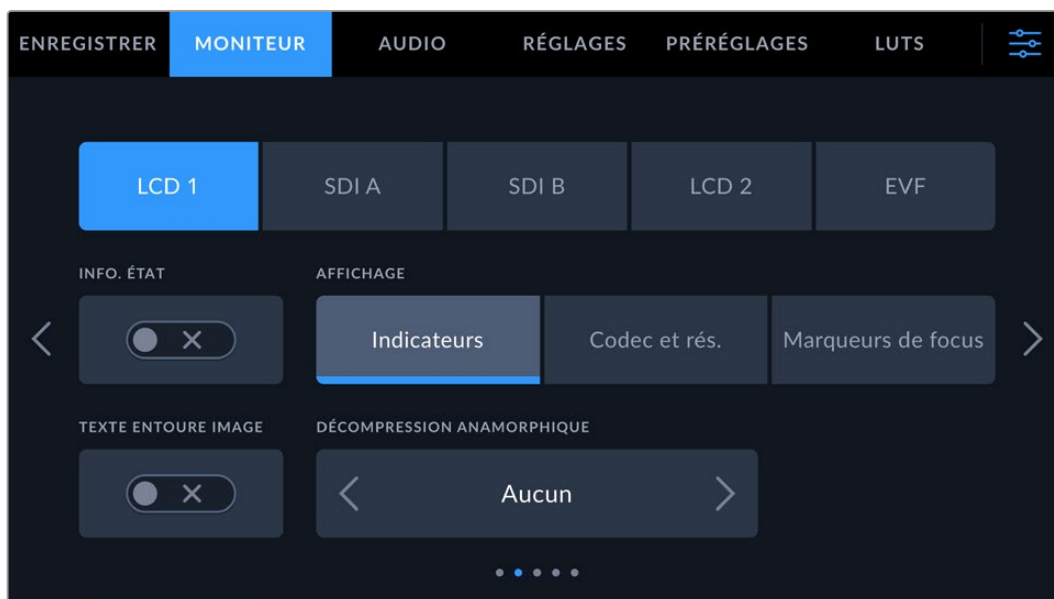 ENREGISTRER MONITEUR AUDIO RÉGLAGES PRÉRÉGLAGES LUTS
LCD 1 SDI A SDI B LCD 2 EVF
INFO. ÉTAT AFFICHAGE
Indicateurs Codec et rés. Marqueurs de focus
TEXTE ENTOURE IMAGE DÉCOMPRESSION ANAMORPHIQUE
Aucun